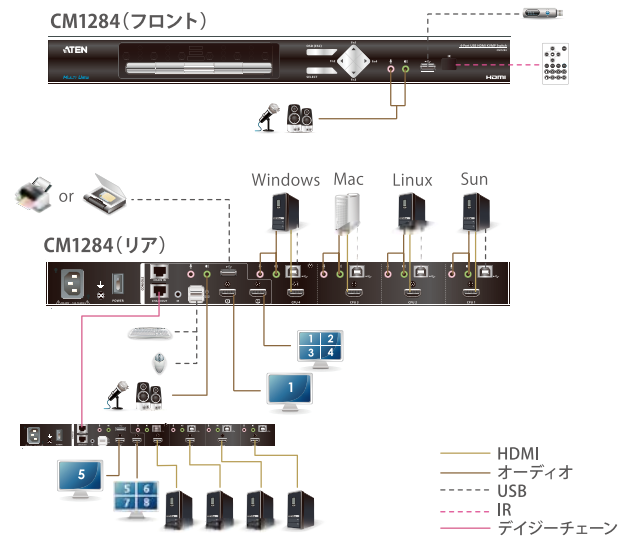 CM1284(フロント)
ATEN
HDMI
or
Windows
Mac
Linux
Sun
CM1284(リア)
POWER
1 2
3 4
1
5
5 6
7 8
HDMI
オーディオ
USB
IR
デイジーチェーン